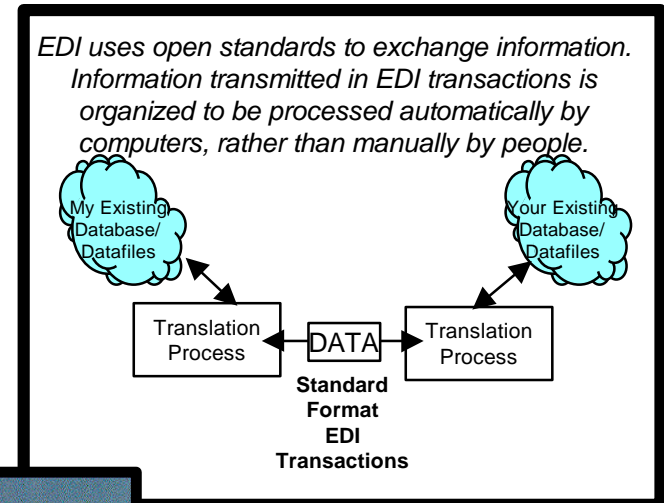 EDI uses open standards to exchange information.
Information transmitted in EDI transactions is
organized to be processed automatically by
computers, rather than manually by people.
My Existing
Database/
Datafiles
Your Existing
Database/
Datafiles
Translation
Process
DATA
Translation
Process
Standard
Format
EDI
Transactions